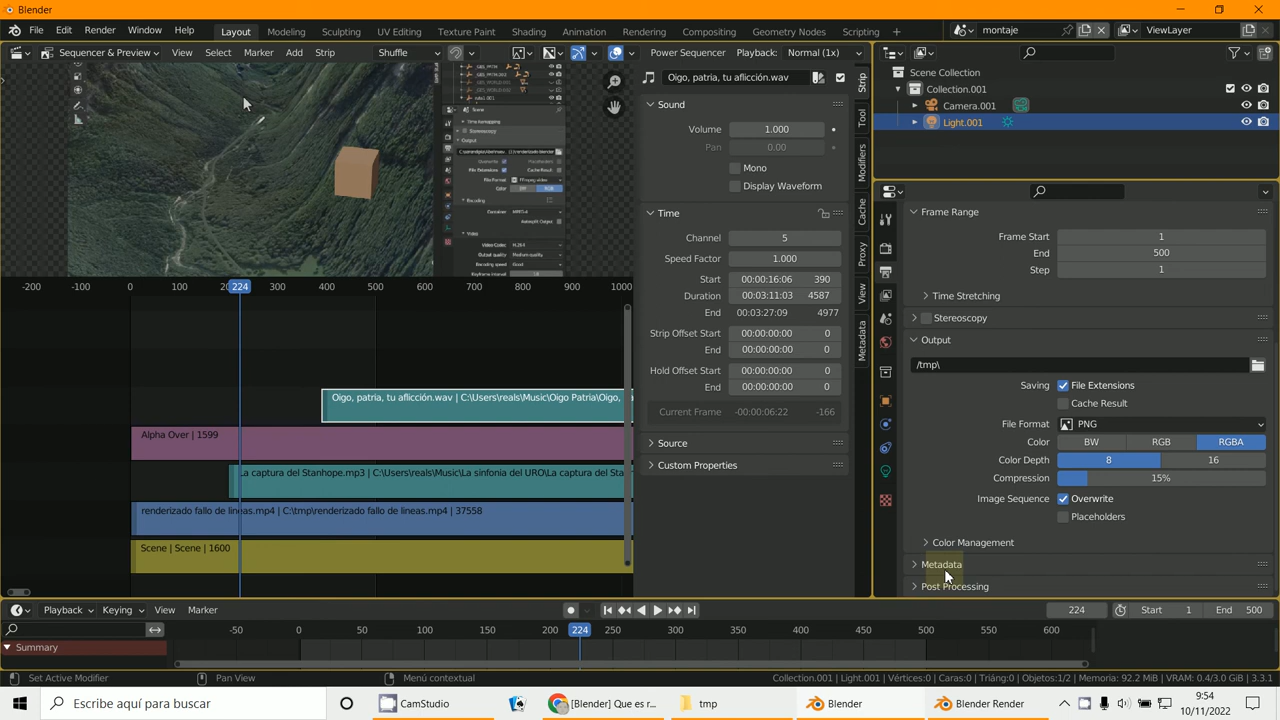 Blender
File Edit Render Window Help Layout Modeling Sculpting UV Editing Texture Paint Shading Animation Rendering Compositing Geometry Nodes Scripting montaje ViewLayer
Sequencer & Preview View Select Marker Add Strip Shuffle Power Sequencer Playback: Normal (1x)
Oigo, patria, tu aflicción.wav
Strip
Tool
Modifiers
Cache
Proxy
View
Metadata
Sound
Volume 1.000
Pan 0.00
Mono
Display Waveform
Time
Channel 5
Speed Factor 1.000
Start 00:00:16:06 390
Duration 00:03:11:03 4587
End 00:03:27:09 4977
Strip Offset Start 00:00:00:00 0
End 00:00:00:00 0
Hold Offset Start 00:00:00:00 0
End 00:00:00:00 0
Current Frame -00:00:06:22 -166
Source
Custom Properties
Scene Collection
Collection.001
Camera.001
Light.001
Frame Range
Frame Start 1
End 500
Step 1
Time Stretching
Stereoscopy
Output
/tmp\
Saving File Extensions
Cache Result
File Format PNG
Color BW RGB RGBA
Color Depth 8 16
Compression 15%
Image Sequence Overwrite
Placeholders
Color Management
Metadata
Post Processing
-200 -100 0 224 400 500 600 700 800 900 1000
Oigo, patria, tu aflicción.wav | C:\Users\reals\Music\Oigo Patria\Oigo,
Alpha Over | 1599
La captura del Stanhope.mp3 | C:\Users\reals\Music\La sinfonia del URO\La captura del Sta
renderizado fallo de lineas.mp4 | C:\tmp\renderizado fallo de lineas.mp4 | 37558
Scene | Scene | 1600
Playback Keying View Marker 224 Start 1 End 500
-50 0 50 100 150 200 224 300 350 400 450 500 550 600
Summary
Set Active Modifier Pan View Menú contextual Collection.001 | Light.001 | Vértices:0 | Caras:0 | Triáng:0 | Objetos:1/2 | Memory: 92.2 MiB | VRAM: 0.4/3.0 GiB | 3.3.1
Escribe aquí para buscar CamStudio [Blender] Que es r... tmp Blender Blender Render 9:54
10/11/2022